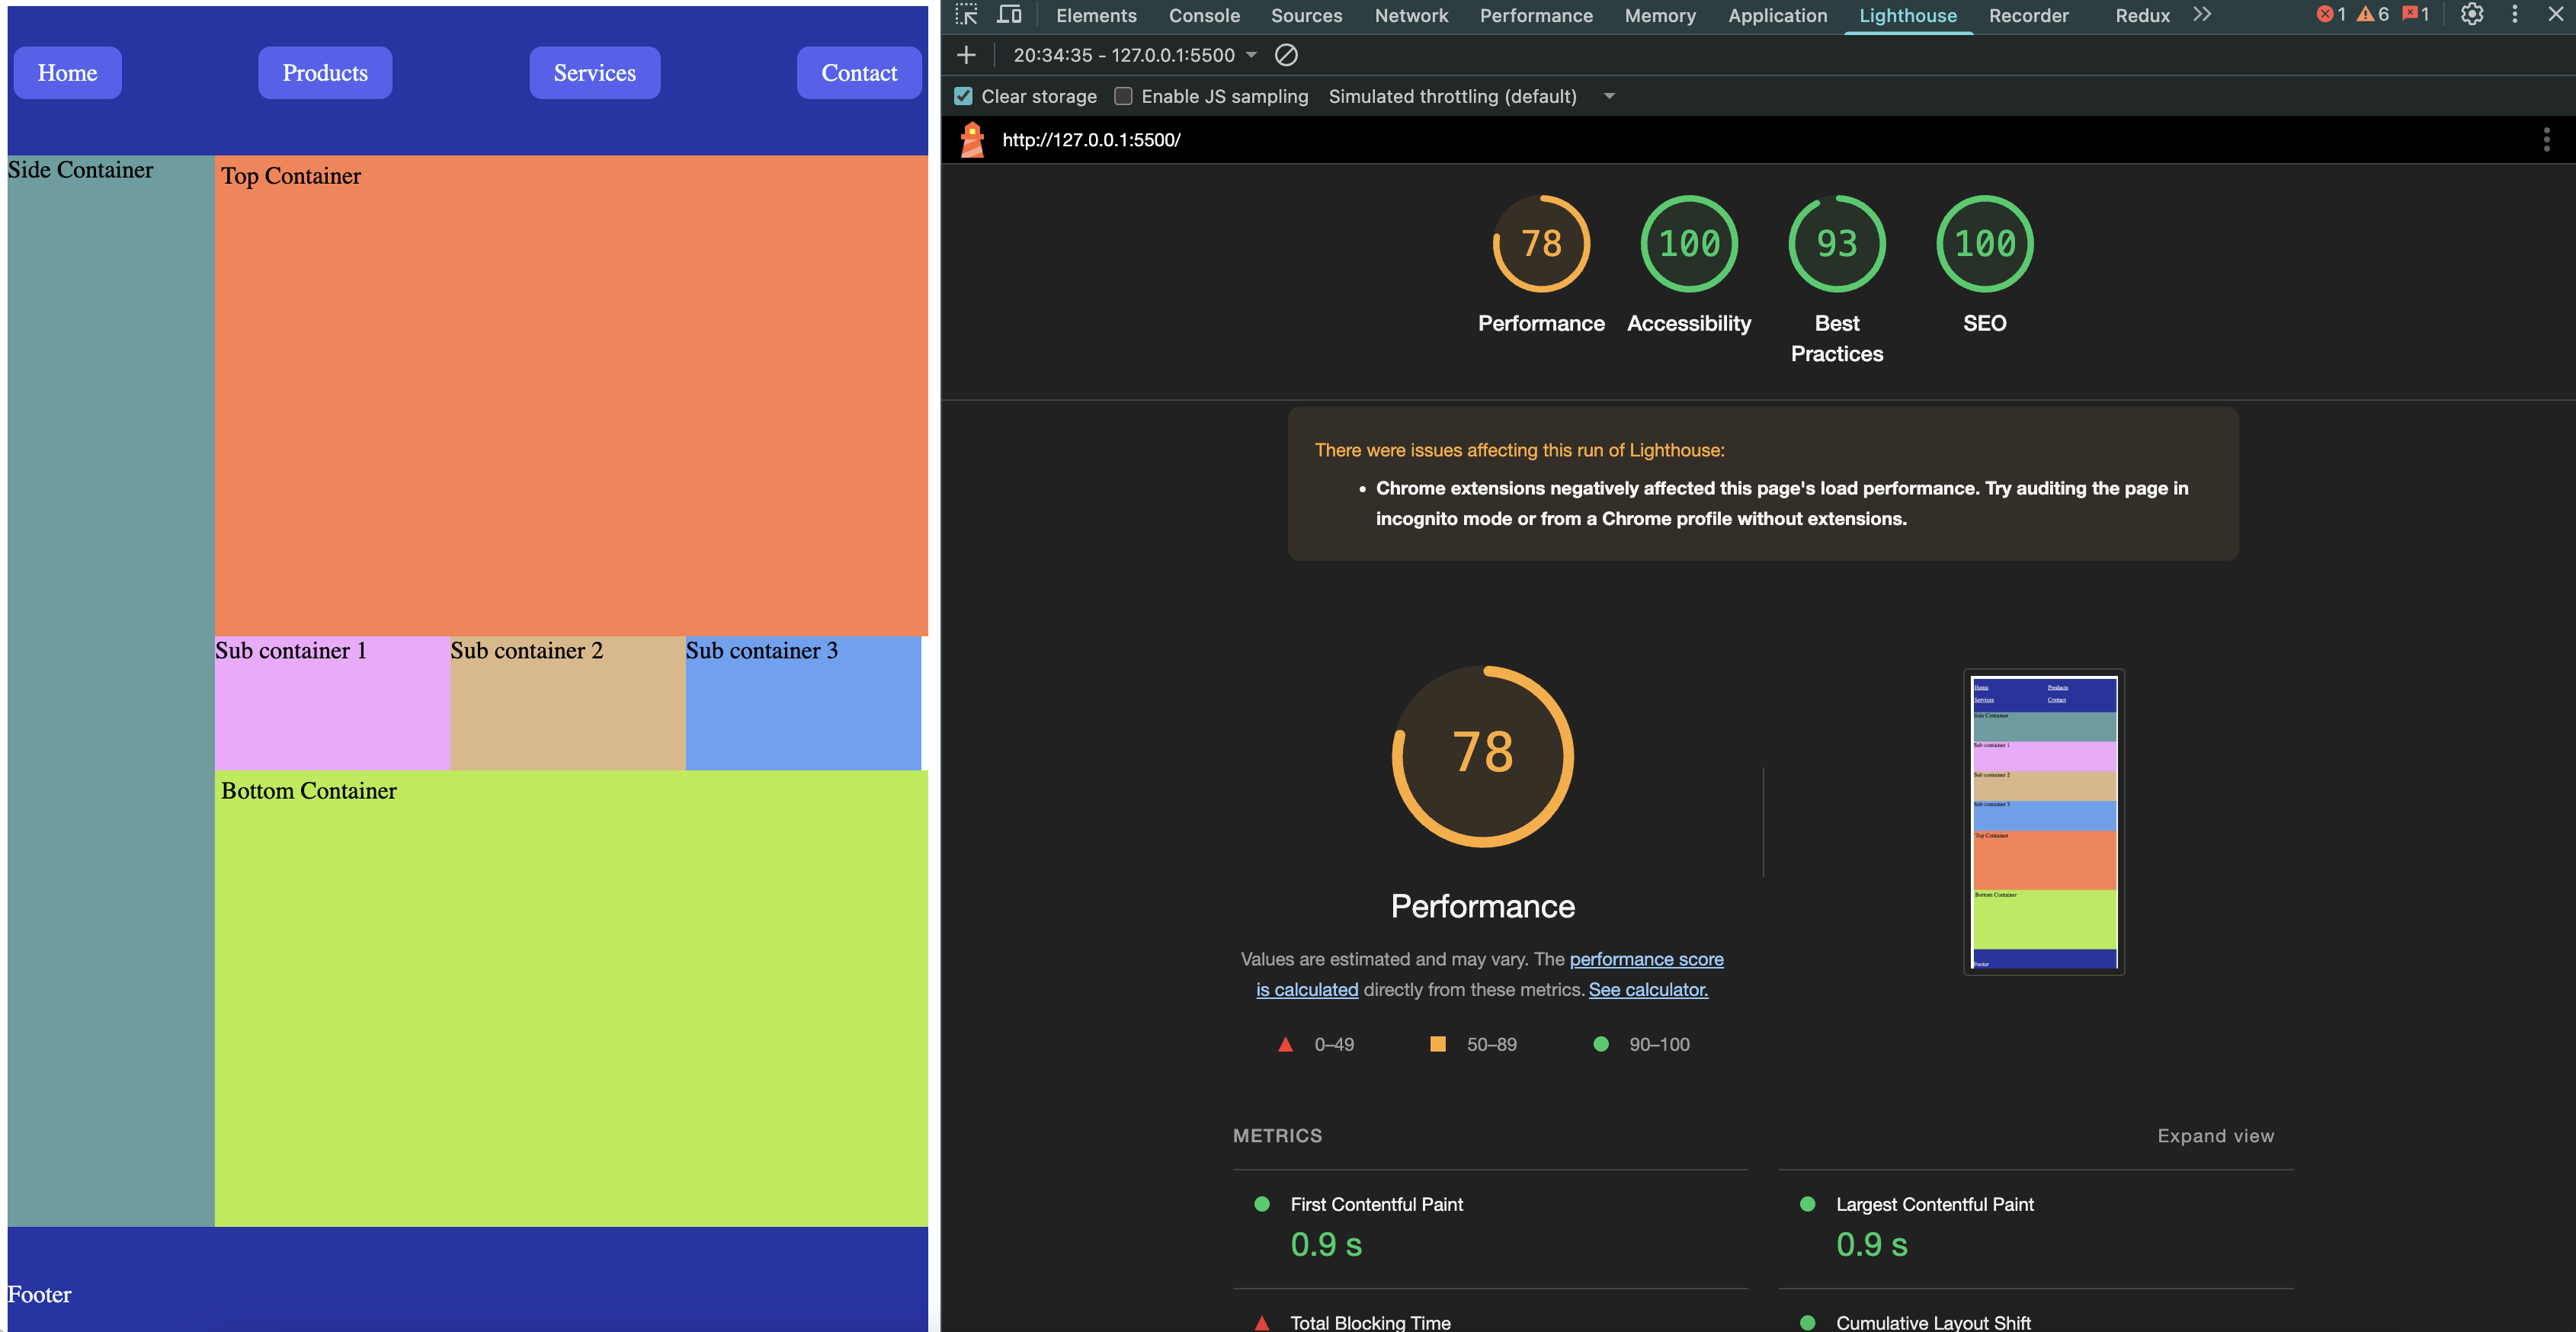 Home
Products
Services
Contact
Side Container
Top Container
Sub container 1
Sub container 2
Sub container 3
Bottom Container
Footer
Elements Console Sources Network Performance Memory Application Lighthouse Recorder Redux 1 6 1
20:34:35 - 127.0.0.1:5500
Clear storage Enable JS sampling Simulated throttling (default)
http://127.0.0.1:5500/
78 100 93 100
Performance Accessibility Best SEO
Practices
There were issues affecting this run of Lighthouse:
• Chrome extensions negatively affected this page's load performance. Try auditing the page in
incognito mode or from a Chrome profile without extensions.
78
Performance
Values are estimated and may vary. The performance score
is calculated directly from these metrics. See calculator.
0–49 50–89 90–100
Home Products
Services Contact
Side Container
Sub container 1
Sub container 2
Sub container 3
Top Container
Bottom Container
Footer
METRICS Expand view
First Contentful Paint
0.9 s
Largest Contentful Paint
0.9 s
Total Blocking Time
Cumulative Layout Shift